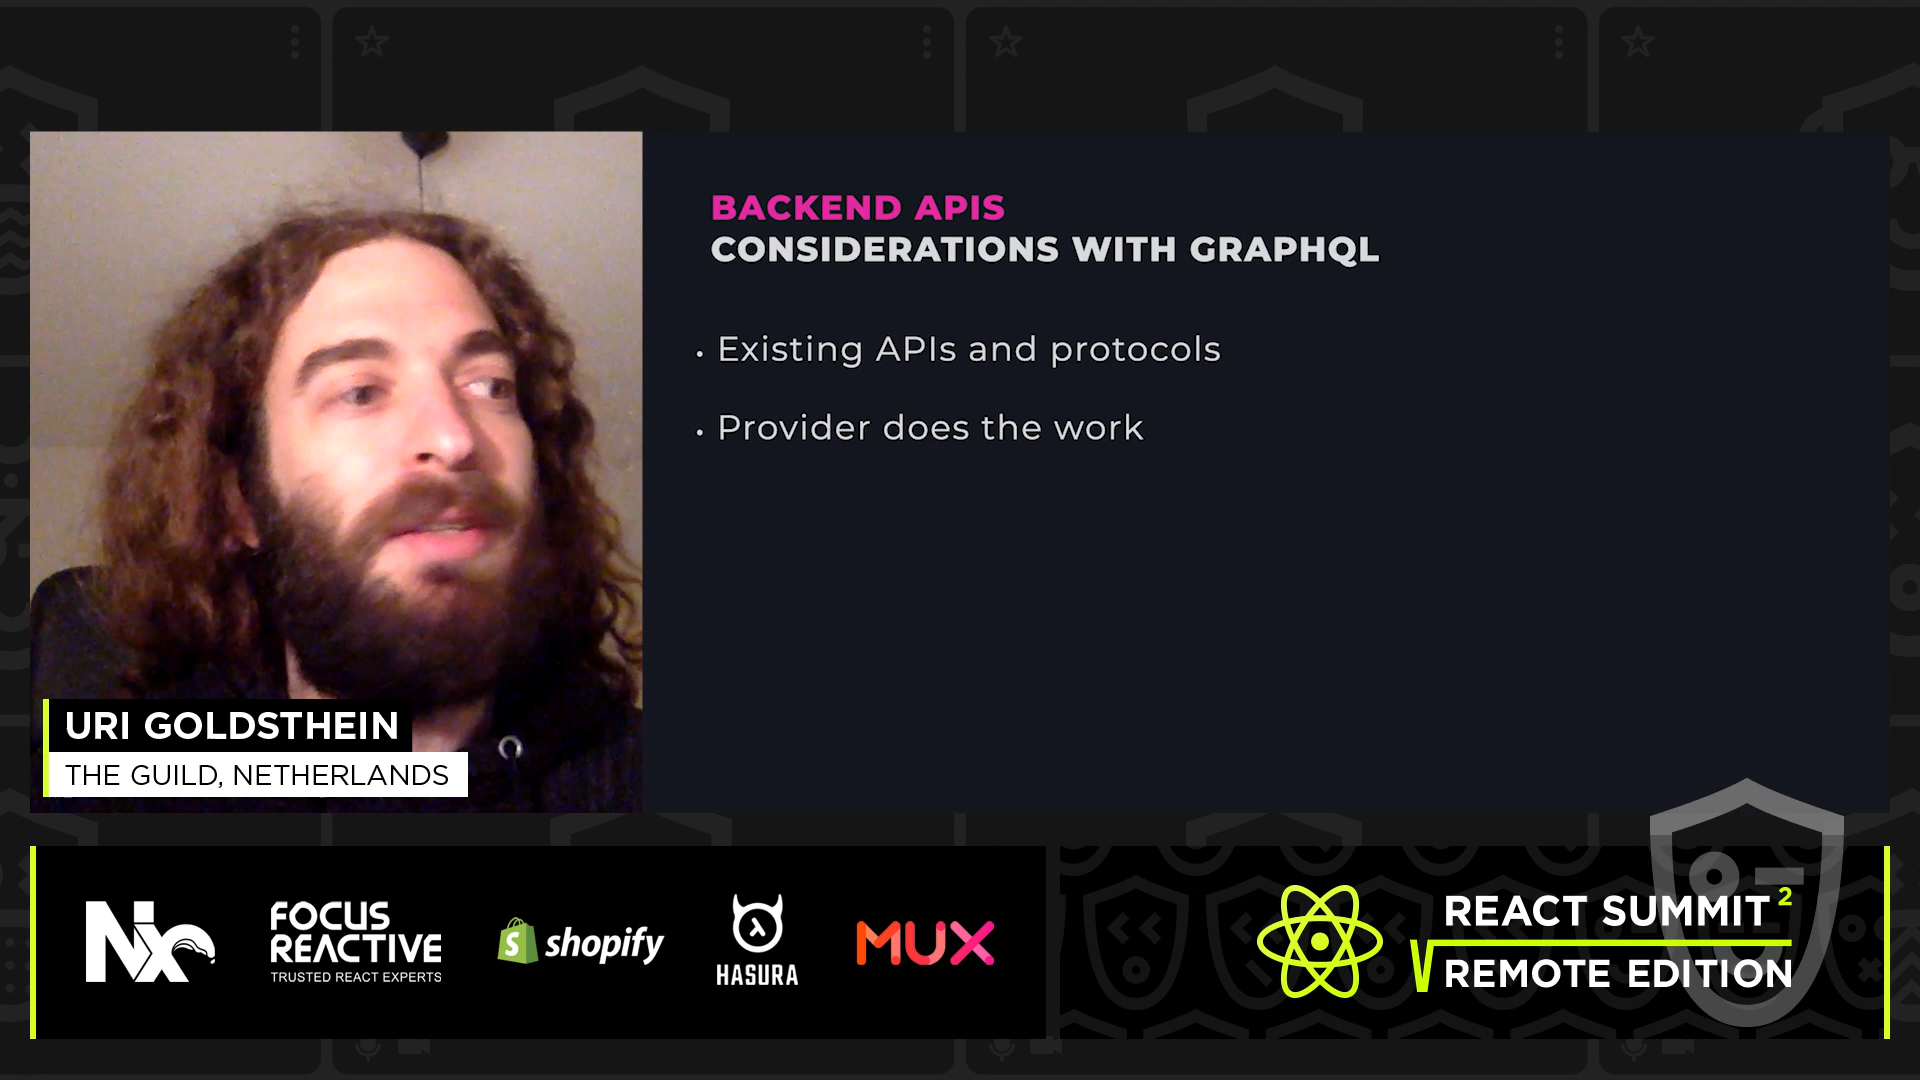 BACKEND APIS
CONSIDERATIONS WITH GRAPHQL
• Existing APIs and protocols
• Provider does the work
URI GOLDSTHEIN
THE GUILD, NETHERLANDS
Nx
FOCUS
REACTIVE
TRUSTED REACT EXPERTS
shopify
HASURA
MUX
REACT SUMMIT 2
REMOTE EDITION